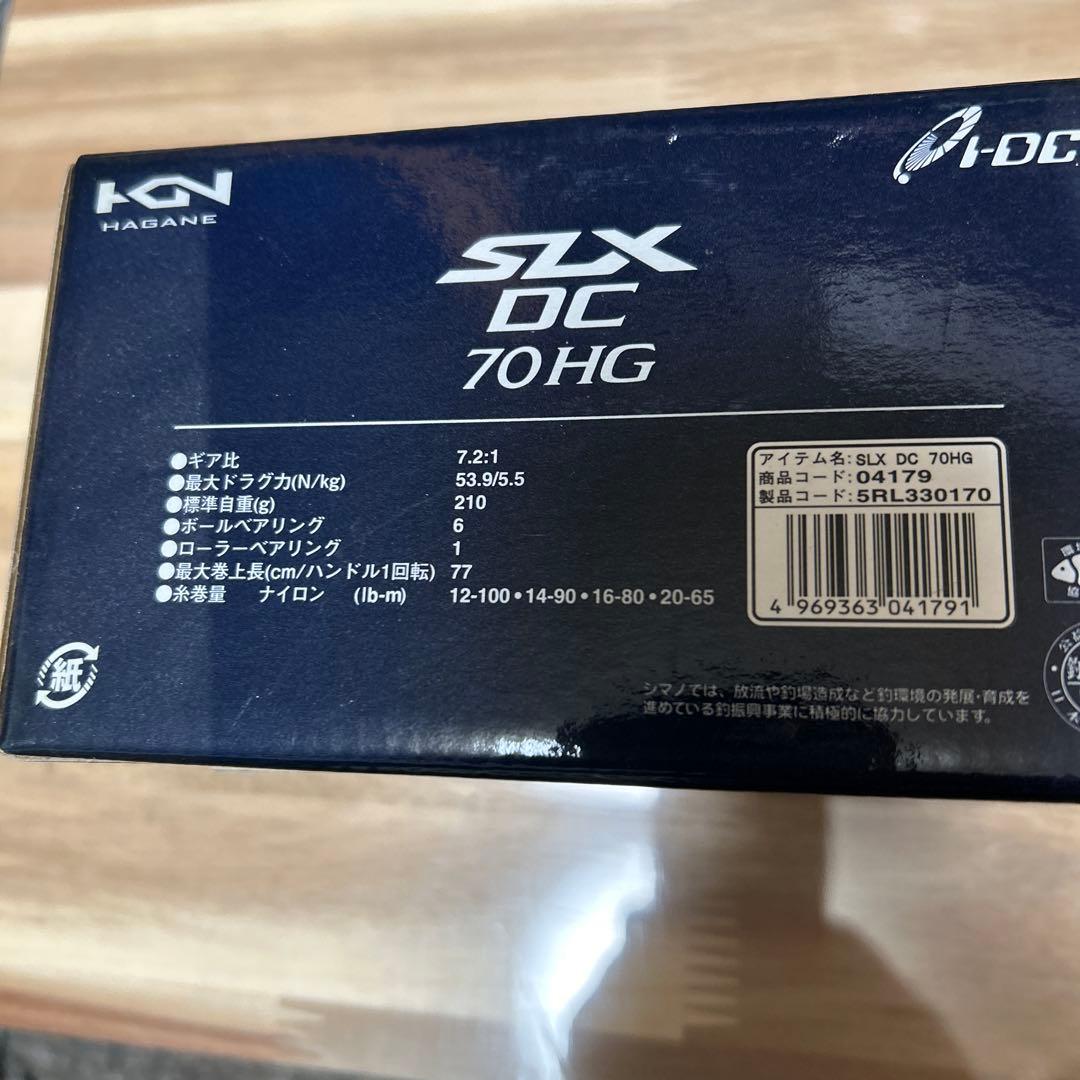 KGN
HAGANE
I-DC
SLX
DC
70HG
●ギア比 7.2:1
●最大ドラグ力(N/kg) 53.9/5.5
●標準自重(g) 210
●ボールベアリング 6
●ローラーベアリング 1
●最大巻上長(cm/ハンドル1回転) 77
●糸巻量 ナイロン (lb-m) 12-100・14-90・16-80・20-65
アイテム名: SLX DC 70HG
商品コード: 04179
製品コード: 5RL330170
4 969363 041791
紙
シマノでは、放流や釣場造成など釣環境の発展・育成を
進めている釣振興事業に積極的に協力しています。